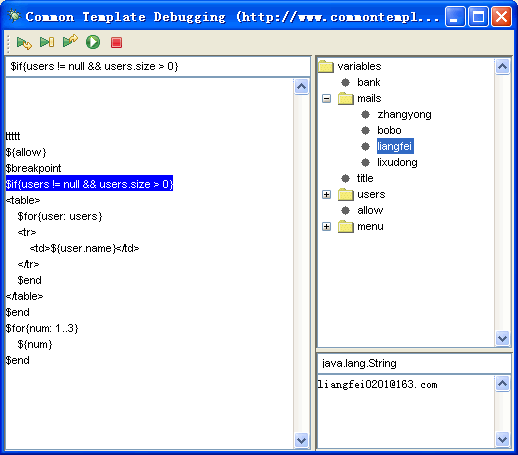 Common Template Debugging (http://www.commontempl...
$if{users != null && users.size > 0}
ttttt
${allow}
$breakpoint
$if{users != null && users.size > 0}
<table>
$for{user: users}
<tr>
<td>${user.name}</td>
</tr>
$end
</table>
$end
$for{num: 1..3}
${num}
$end
variables
bank
mails
zhangyong
bobo
liangfei
lixudong
title
users
allow
menu
java.lang.String
liangfei0201@163.com